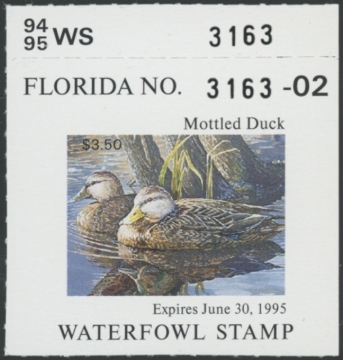 94 95 WS 3163
FLORIDA NO. 3163 -02
Mottled Duck
$3.50
Expires June 30, 1995
WATERFOWL STAMP